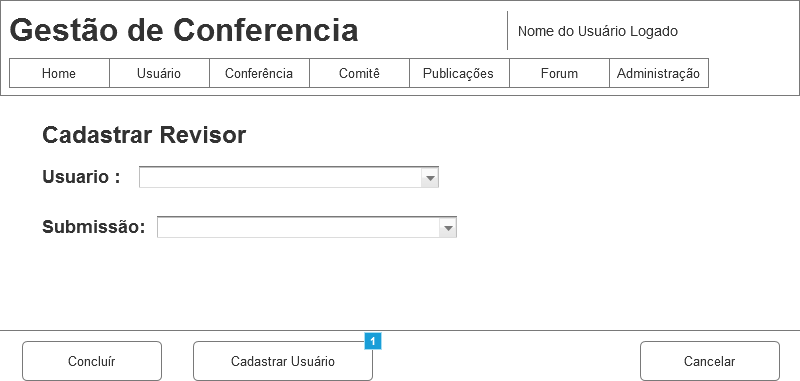 Gestão de Conferencia
Nome do Usuário Logado
Home Usuário Conferência Comitê Publicações Forum Administração
Cadastrar Revisor
Usuario :
Submissão:
1
Concluír Cadastrar Usuário Cancelar